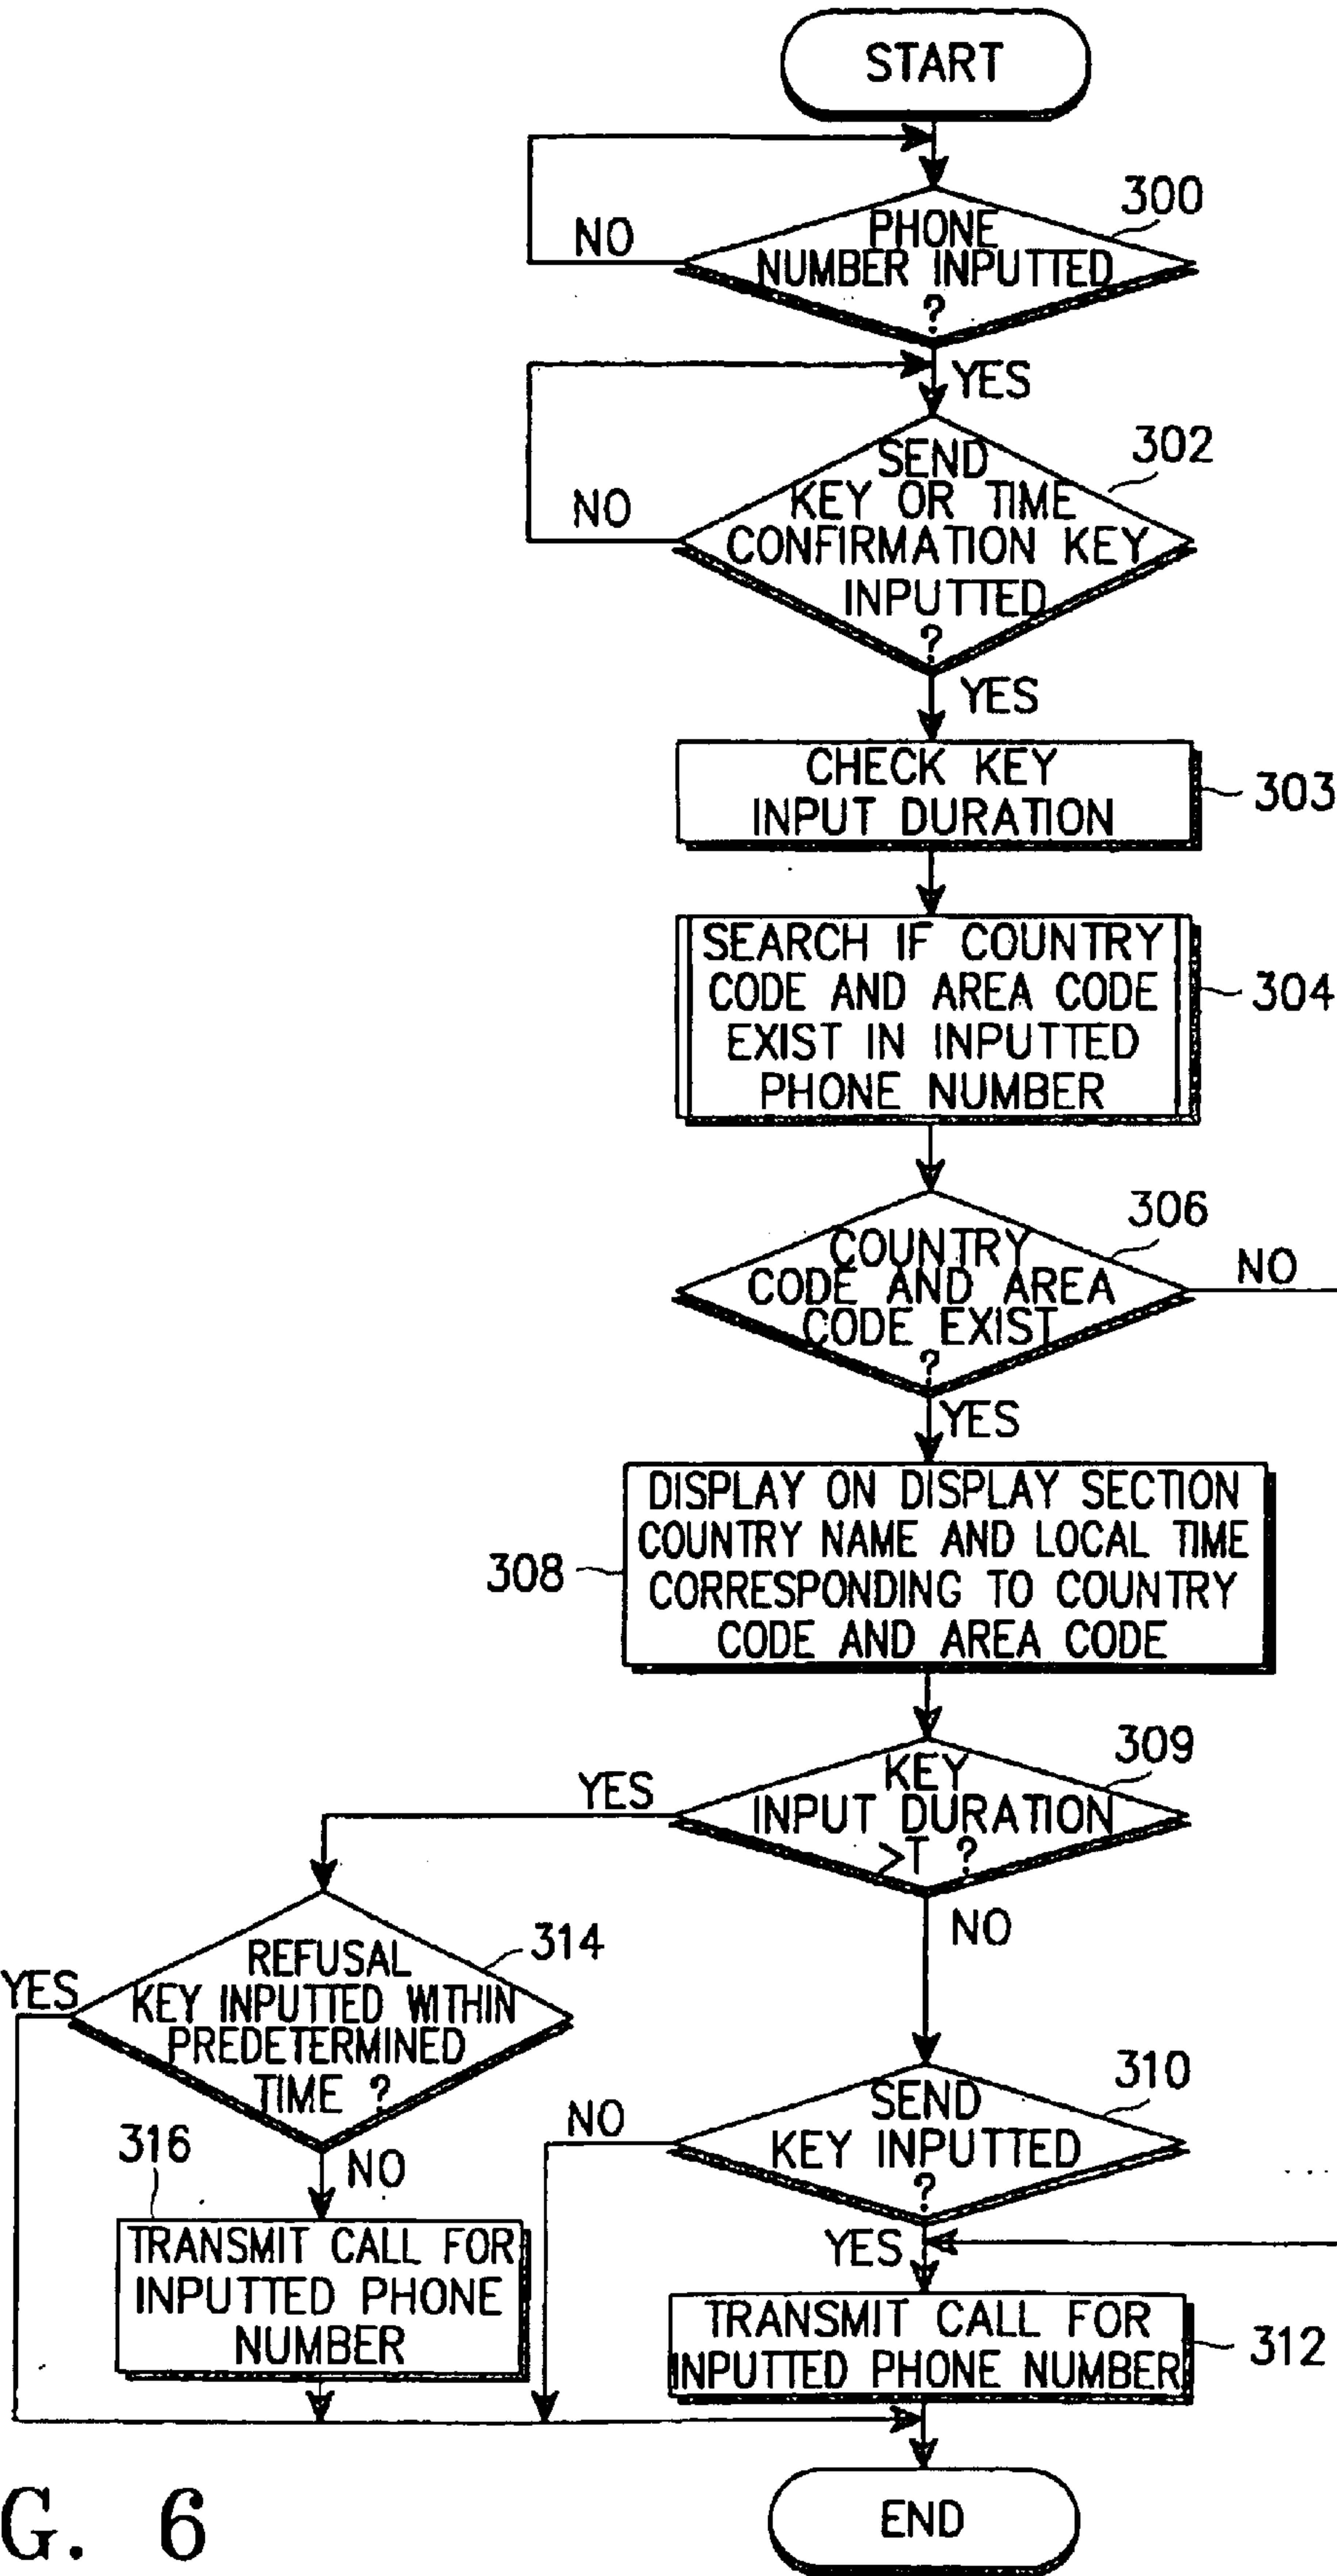 START
300
PHONE
NUMBER INPUTTED
?
NO
YES
302
SEND
KEY OR TIME
CONFIRMATION KEY
INPUTTED
?
NO
YES
CHECK KEY
INPUT DURATION
303
SEARCH IF COUNTRY
CODE AND AREA CODE
EXIST IN INPUTTED
PHONE NUMBER
304
306
COUNTRY
CODE AND AREA
CODE EXIST
?
NO
YES
DISPLAY ON DISPLAY SECTION
COUNTRY NAME AND LOCAL TIME
CORRESPONDING TO COUNTRY
CODE AND AREA CODE
308
309
KEY
INPUT DURATION
>T ?
YES
NO
314
REFUSAL
KEY INPUTTED WITHIN
PREDETERMINED
TIME ?
YES
NO
310
SEND
KEY INPUTTED
?
NO
YES
316
TRANSMIT CALL FOR
INPUTTED PHONE
NUMBER
TRANSMIT CALL FOR
INPUTTED PHONE NUMBER
312
END
G. 6